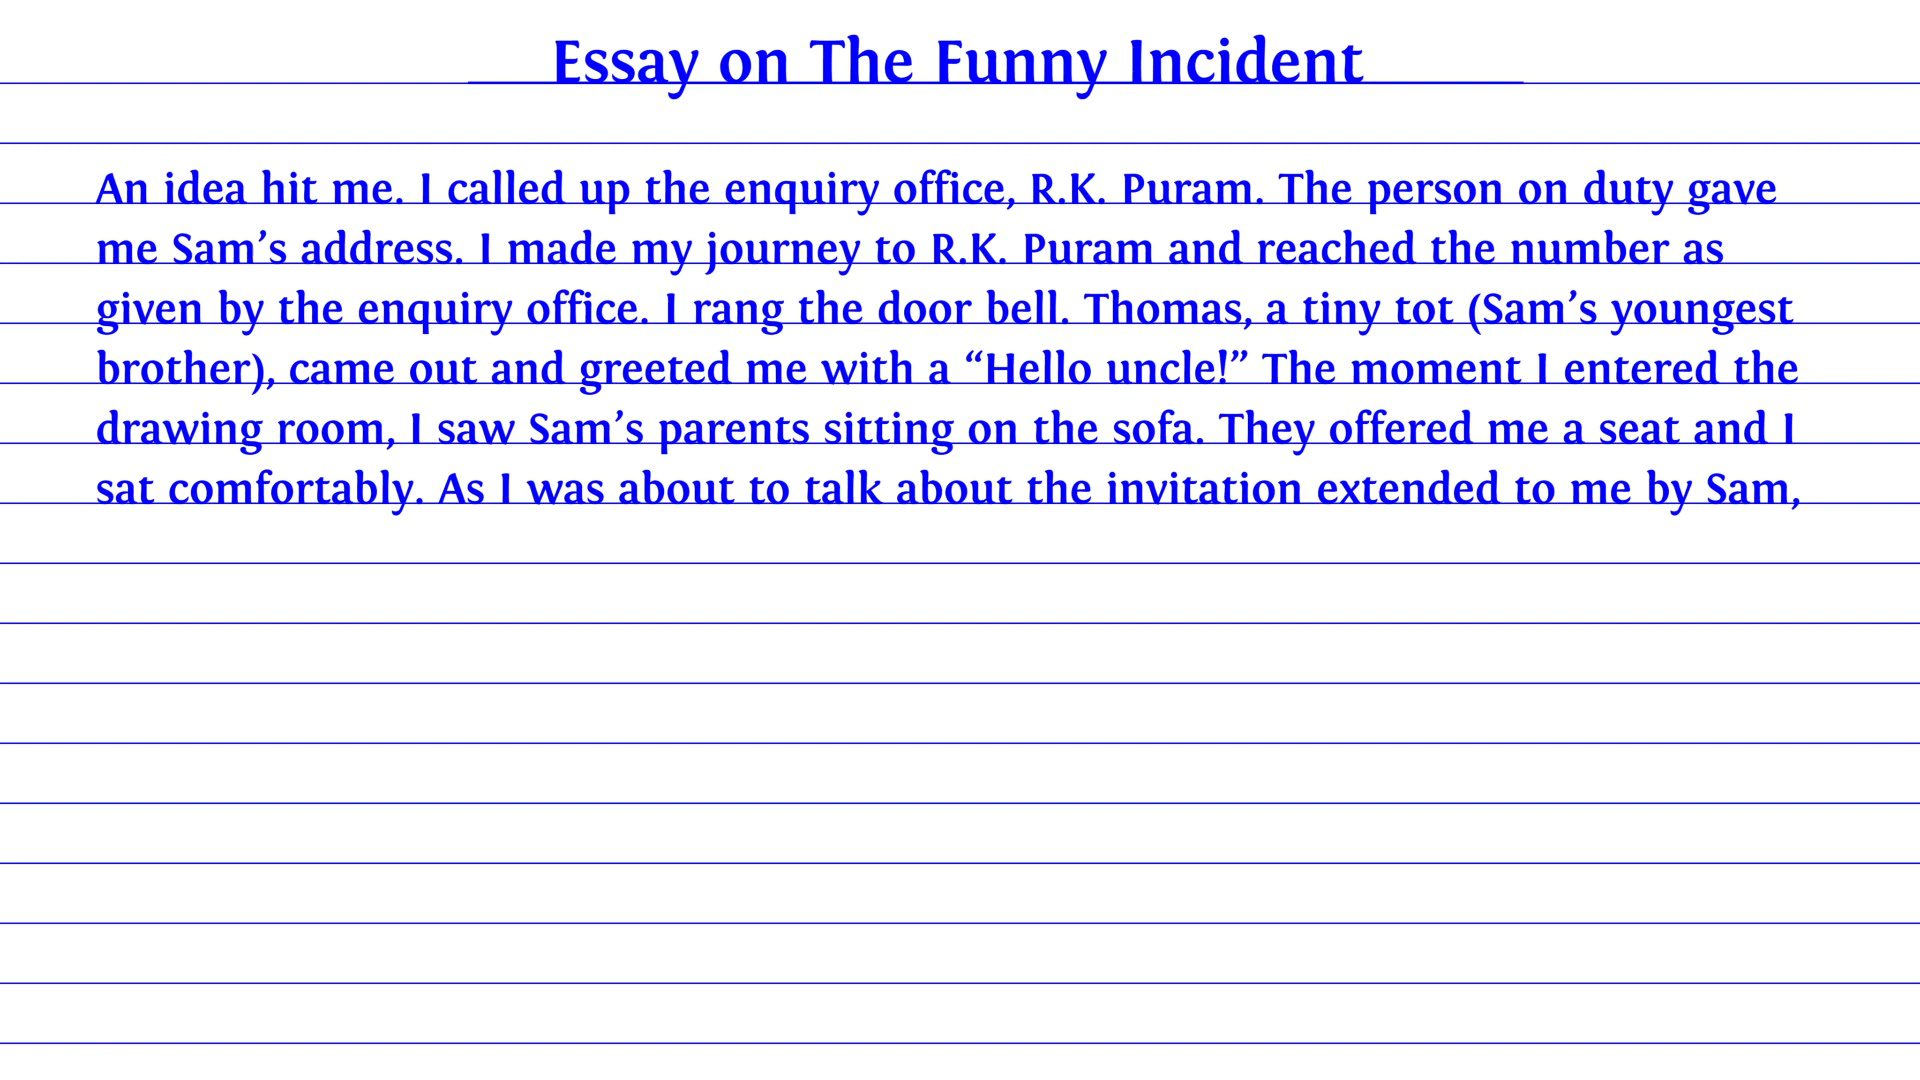 Essay on The Funny Incident
An idea hit me. I called up the enquiry office, R.K. Puram. The person on duty gave
me Sam’s address. I made my journey to R.K. Puram and reached the number as
given by the enquiry office. I rang the door bell. Thomas, a tiny tot (Sam’s youngest
brother), came out and greeted me with a “Hello uncle!” The moment I entered the
drawing room, I saw Sam’s parents sitting on the sofa. They offered me a seat and I
sat comfortably. As I was about to talk about the invitation extended to me by Sam,